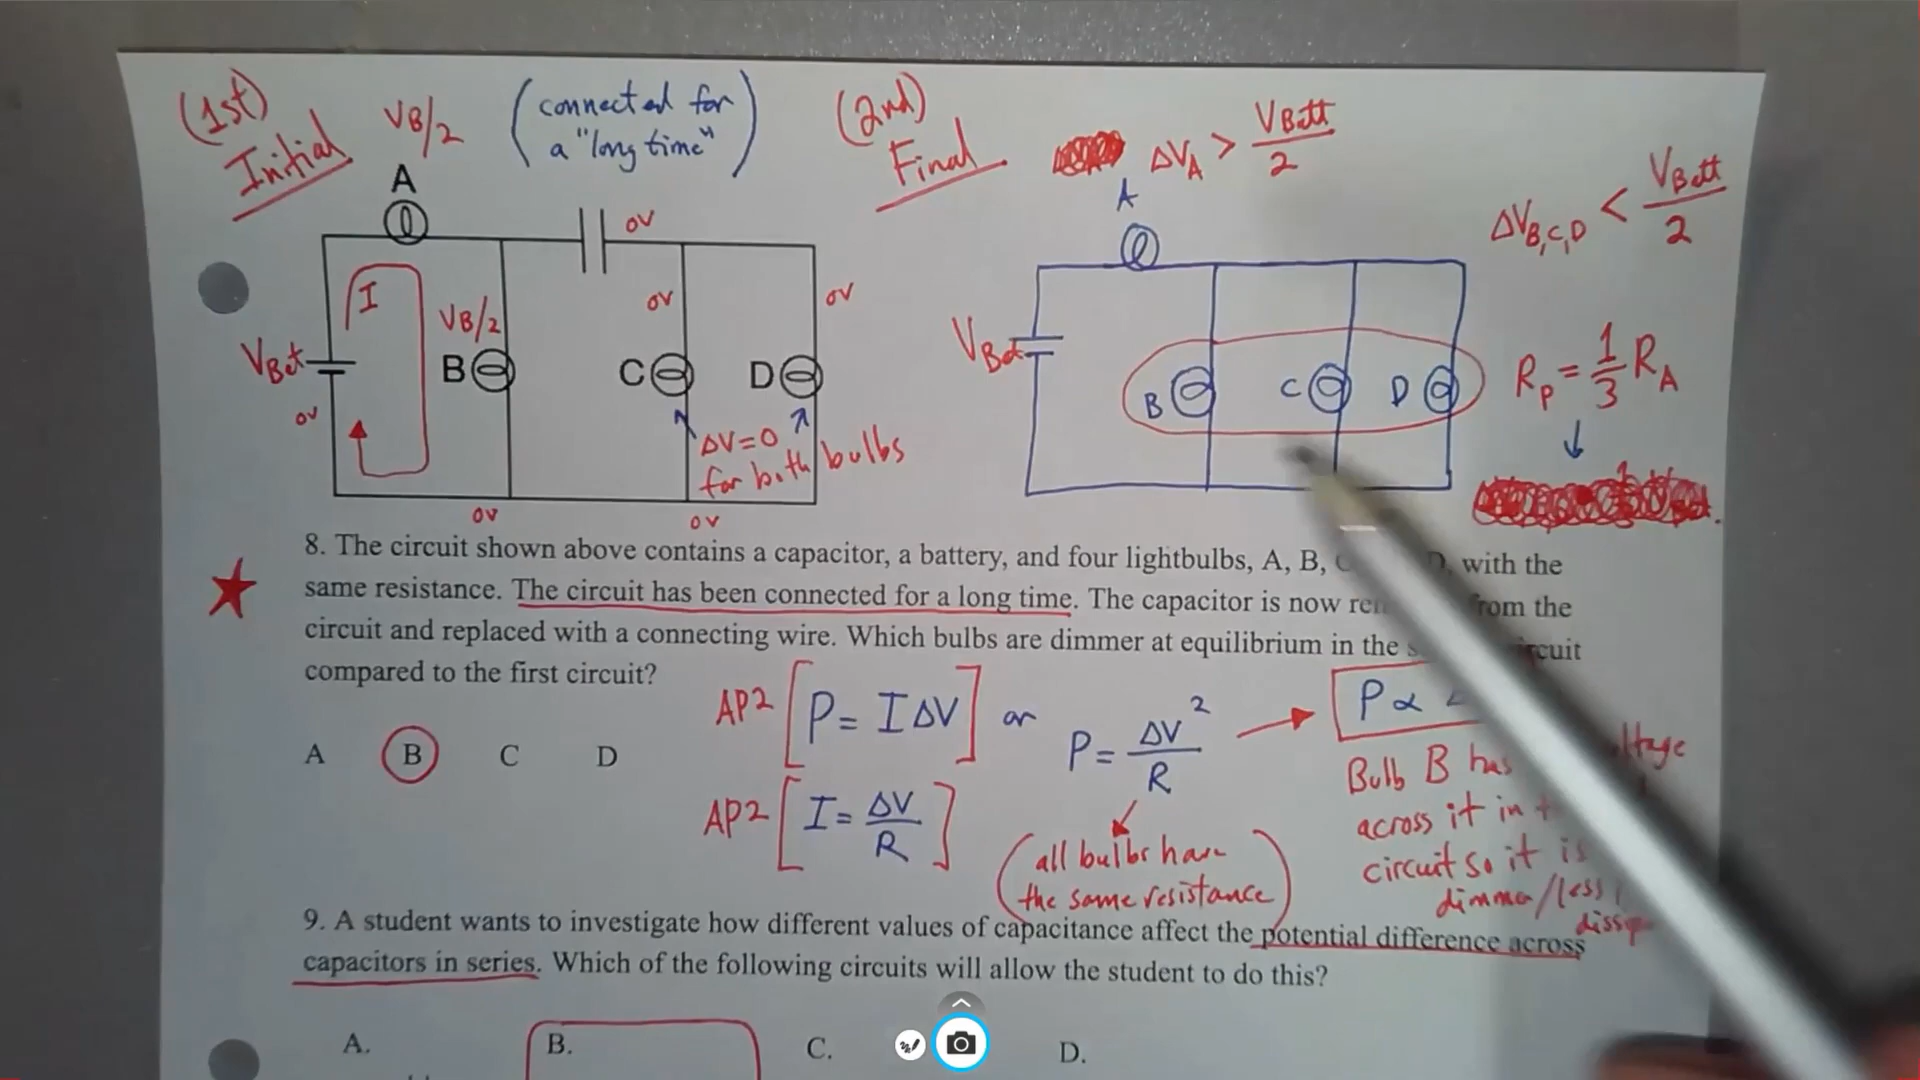 (1st)
Initial
VB/2
(connected for
a "long time")
(2nd)
Final
ΔVA > VBatt/2
ΔVB,C,D < VBatt/2
A
0V
A
I
0V
0V
VBat
VB/2
B
C
D
0V
ΔV=0
for both bulbs
0V
0V
VBat
B
C
D
Rp = 1/3 RA
8. The circuit shown above contains a capacitor, a battery, and four lightbulbs, A, B, D, with the
same resistance. The circuit has been connected for a long time. The capacitor is now from the
circuit and replaced with a connecting wire. Which bulbs are dimmer at equilibrium in the
compared to the first circuit?
A B C D
AP2 [P = IΔV] or P = ΔV²/R
P ∝
AP2 [I = ΔV/R]
(all bulbs have
the same resistance)
Bulb B has
across it in
circuit so it is
dimmer/less
9. A student wants to investigate how different values of capacitance affect the potential difference across
capacitors in series. Which of the following circuits will allow the student to do this?
A. B. C. D.